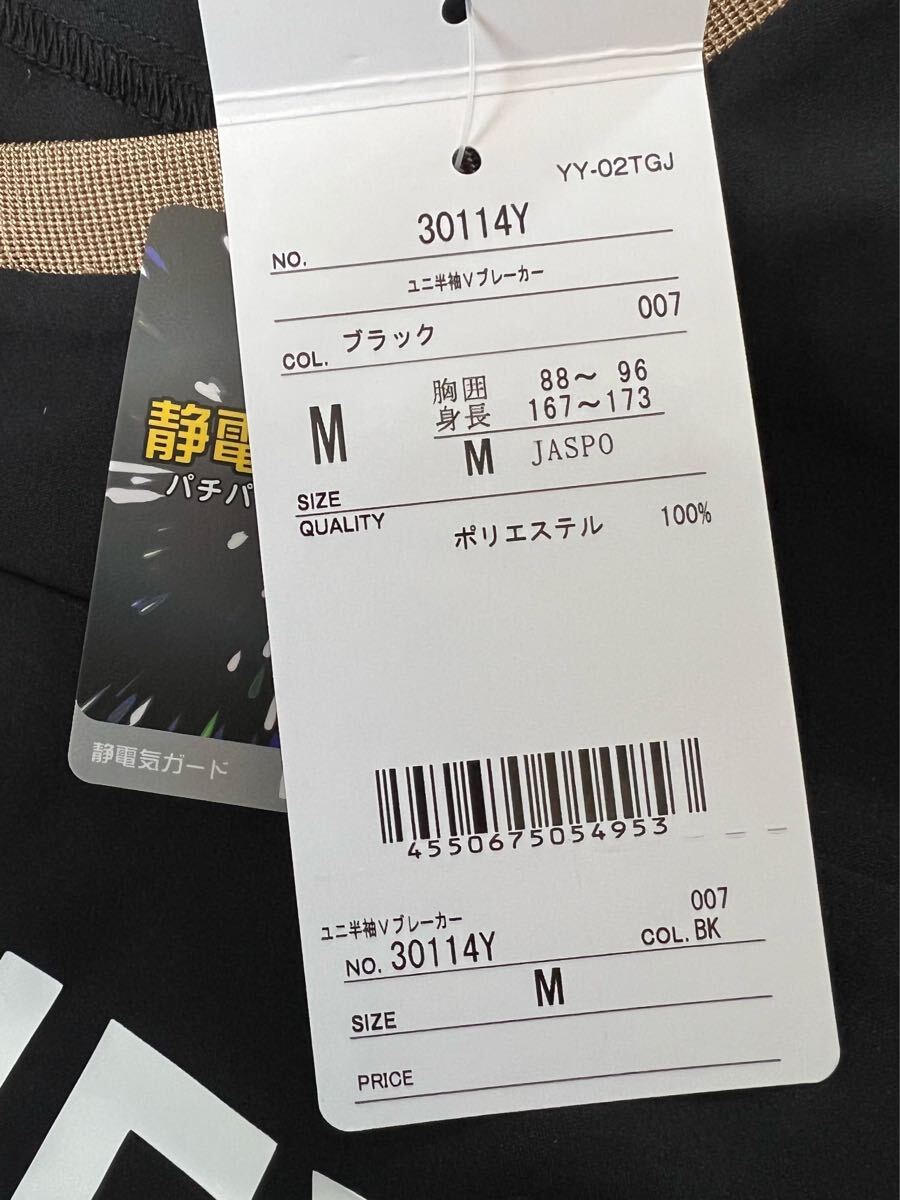 YY-02TGJ
NO. 30114Y
ユニ半袖Vブレーカー
COL. ブラック 007
胸囲 88〜 96
身長 167〜173
M
M JASPO
SIZE
QUALITY
ポリエステル 100%
4550675054953
ユニ半袖Vブレーカー 007
NO. 30114Y COL. BK
SIZE M
PRICE
静電
パチパ
静電気ガード